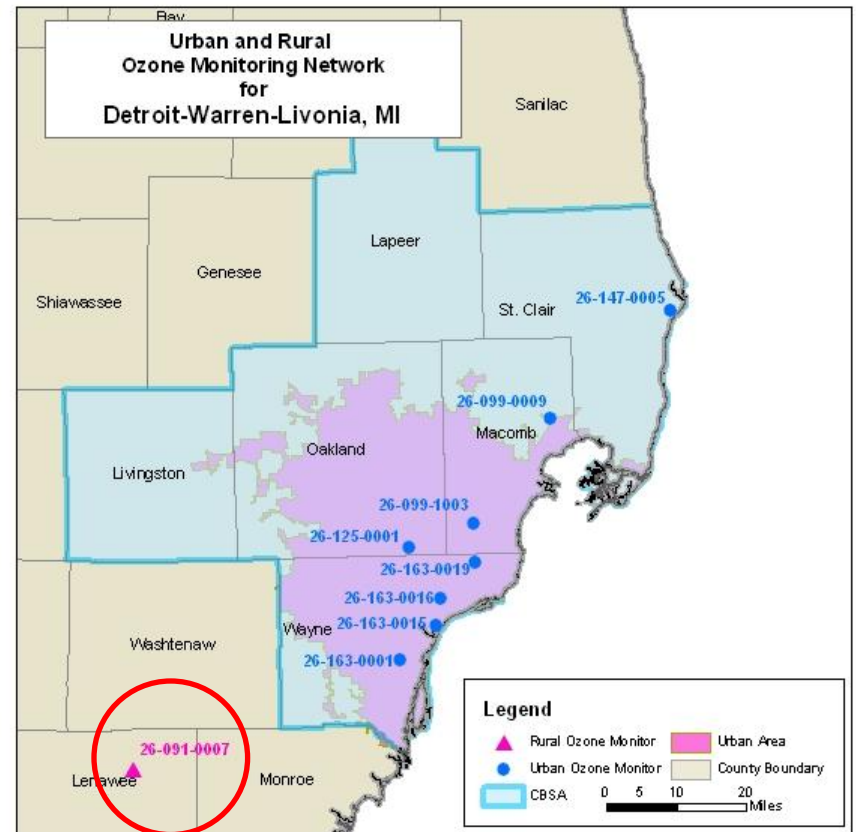 Bay
Urban and Rural
Ozone Monitoring Network
for
Detroit-Warren-Livonia, MI
Sanilac
Lapeer
Genesee
Shiawassee
26-147-0005
St. Clair
26-099-0009
Macomb
Oakland
Livingston
26-099-1003
26-125-0001
26-163-0019
26-163-0016
Wayne 26-163-0015
Washtenaw
26-163-0001
26-091-0007
Lenawee
Monroe
Legend
Rural Ozone Monitor Urban Area
Urban Ozone Monitor County Boundary
CBSA 0 5 10 20
Miles